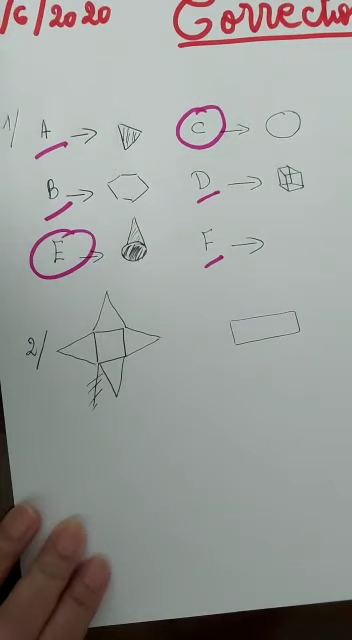 /6/2020 Correctio
1/ A → C →
B → D →
E → F →
2/